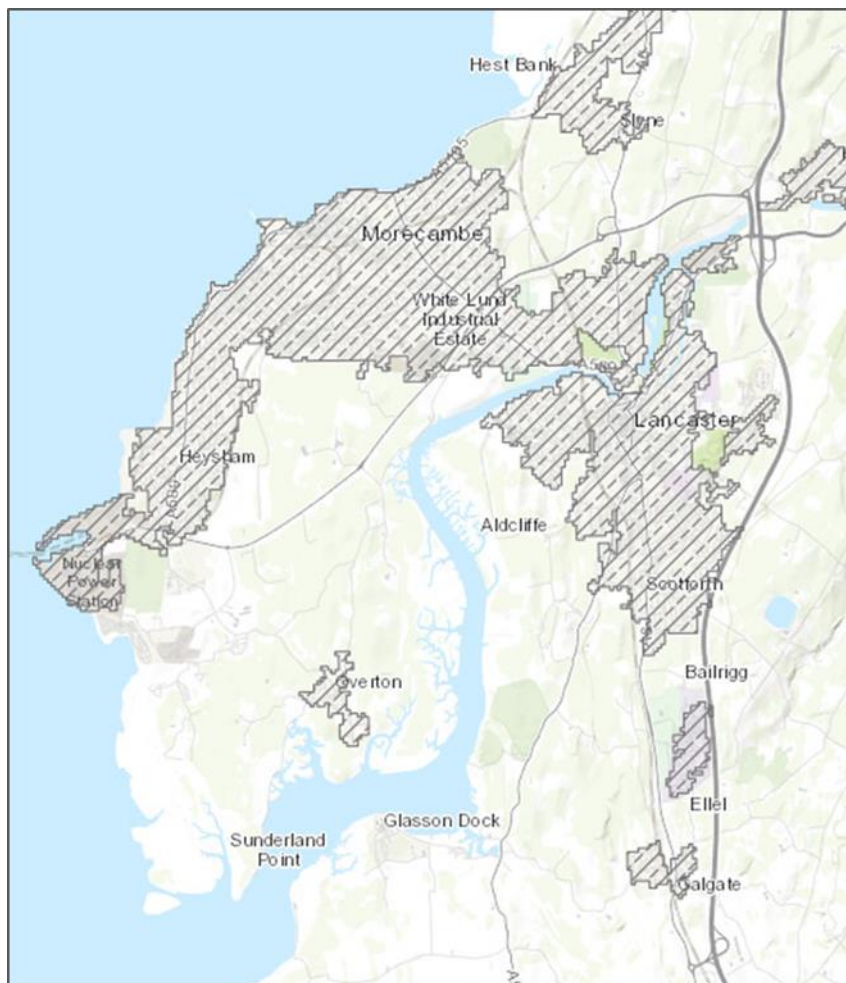 Hest Bank
Slyne
Morecambe
White Lund
Industrial
Estate
A589
Lancaster
Heysham
Aldcliffe
Nuclear
Power
Station
Scotforth
Overton
Bailrigg
Ellel
Glasson Dock
Sunderland
Point
Galgate